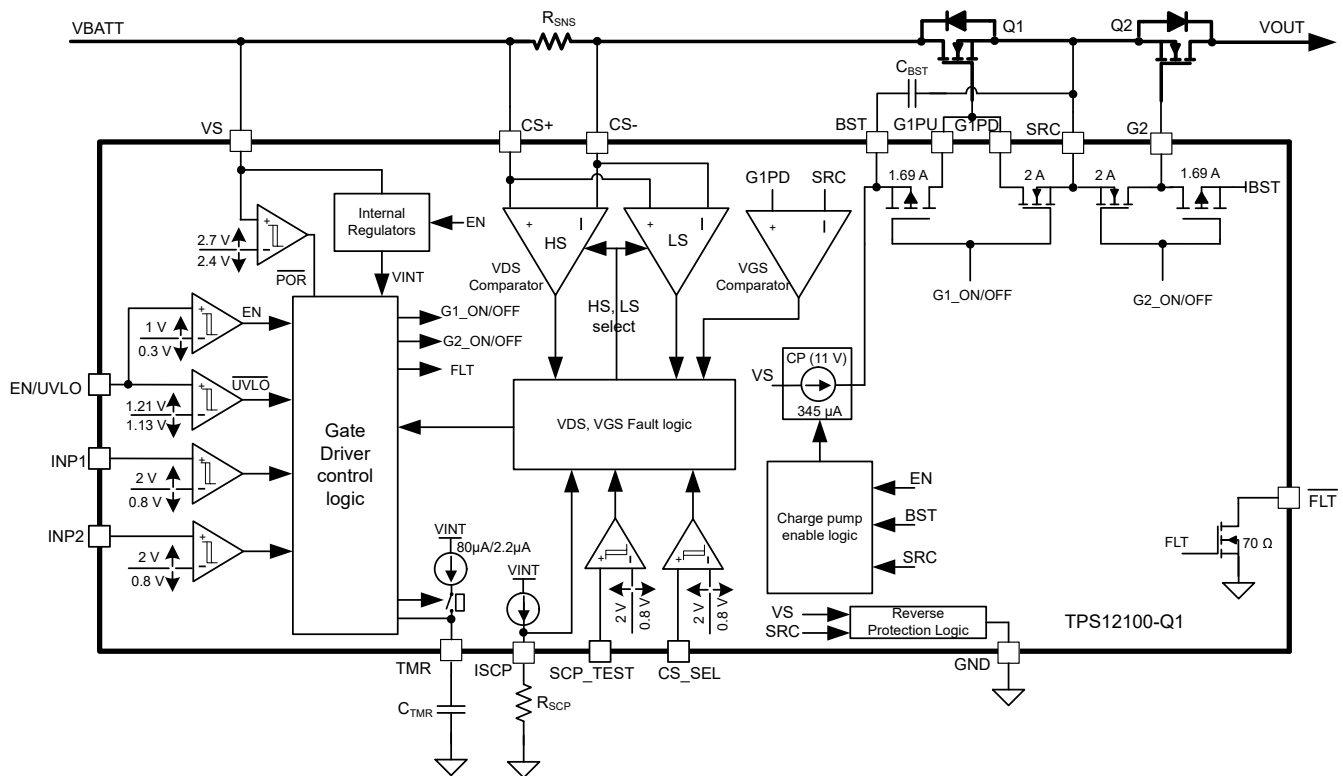 VBATT
R_SNS
Q1
Q2
VOUT
C_BST
VS
CS+
CS-
BST
G1PU
G1PD
SRC
G2
1.69 A
2 A
2 A
1.69 A
BST
G1PD
SRC
+
-
Internal
Regulators
EN
+
HS
+
LS
+
2.7 V
2.4 V
POR
VINT
VDS
Comparator
VGS
Comparator
HS, LS
select
G1_ON/OFF
G2_ON/OFF
EN
+
-
1 V
0.3 V
G1_ON/OFF
G2_ON/OFF
FLT
CP (11 V)
VS
345 µA
EN/UVLO
UVLO
+
-
1.21 V
1.13 V
Gate
Driver
control
logic
VDS, VGS Fault logic
INP1
+
-
2 V
0.8 V
Charge pump
enable logic
EN
BST
SRC
FLT
INP2
+
-
2 V
0.8 V
VINT
80µA/2.2µA
VINT
+
2 V
0.8 V
+
2 V
0.8 V
FLT
70 Ω
VS
SRC
Reverse
Protection Logic
TPS12100-Q1
TMR
ISCP
SCP_TEST
CS_SEL
GND
C_TMR
R_SCP